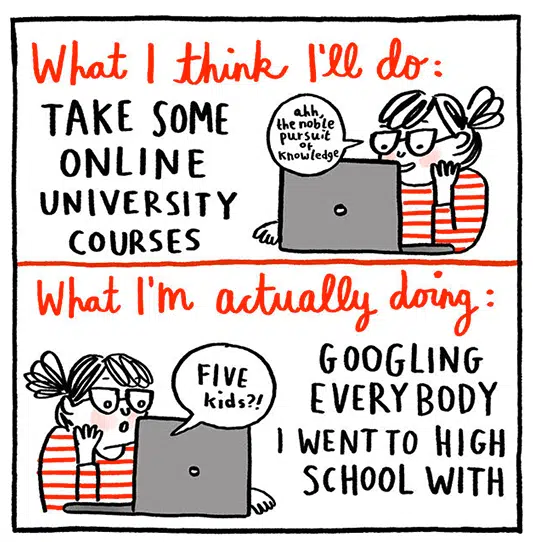 What I think I'll do:
TAKE SOME
ONLINE
UNIVERSITY
COURSES
ahh,
the noble
pursuit
of
knowledge
What I'm actually doing:
FIVE
kids?!
GOOGLING
EVERYBODY
I WENT TO HIGH
SCHOOL WITH